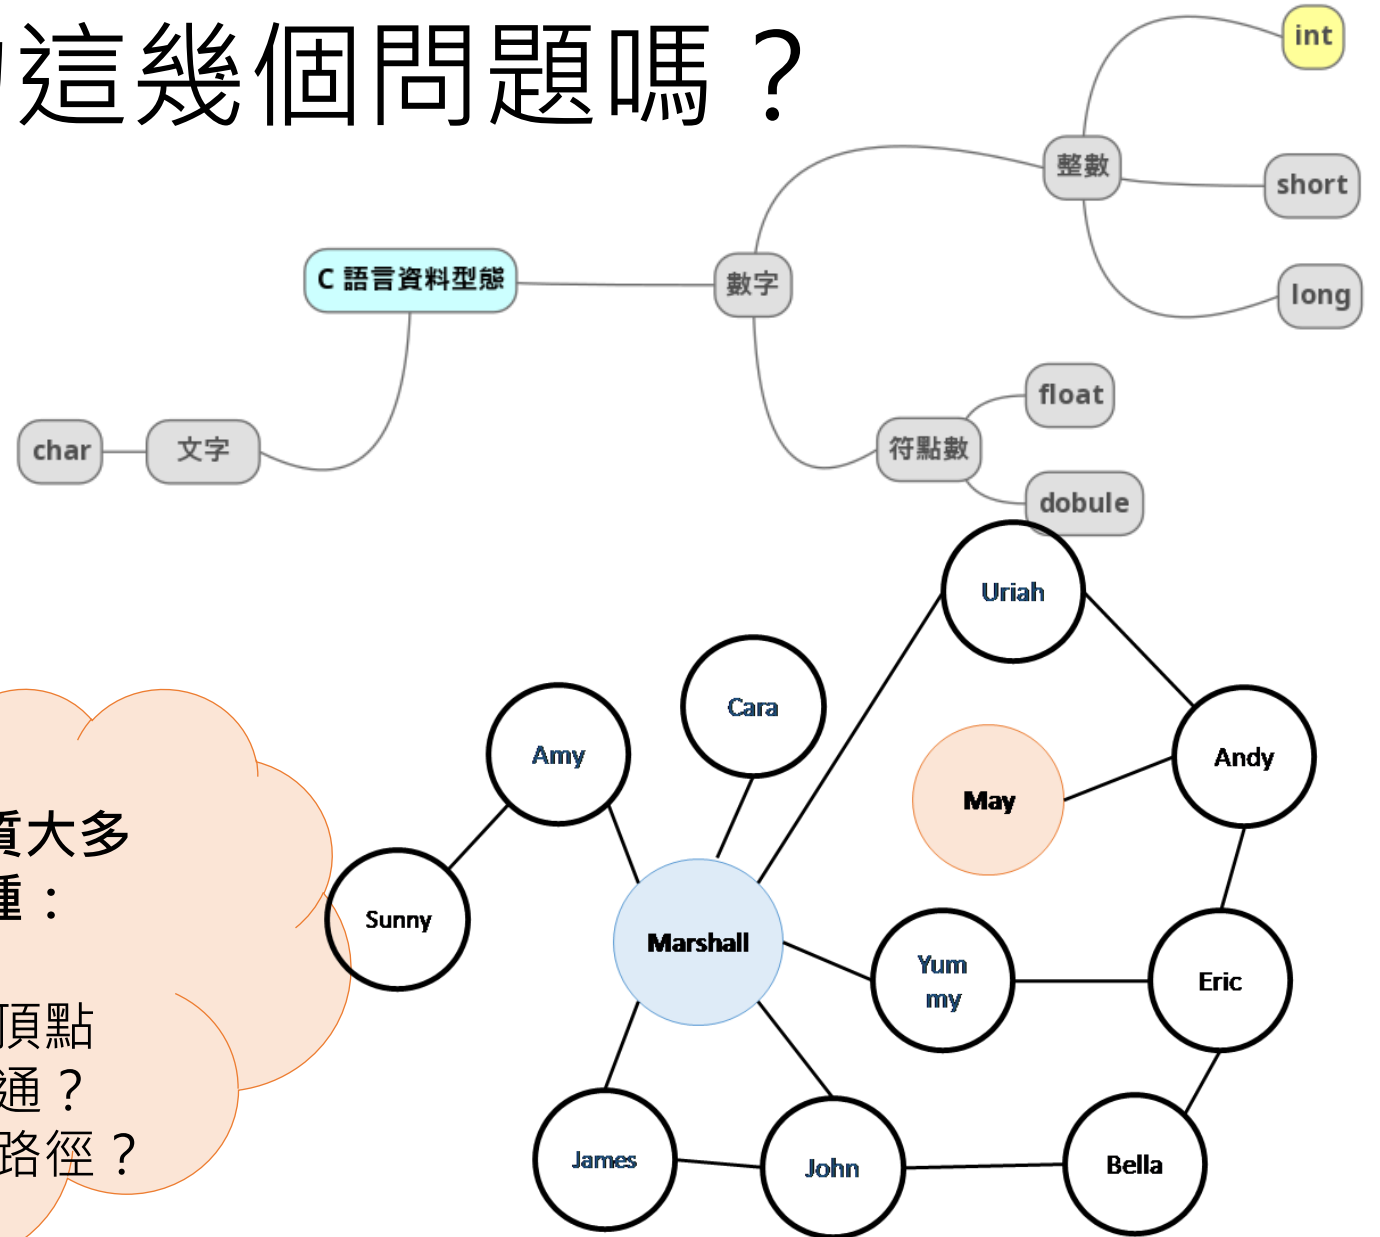 這幾個問題嗎？
int
整數
short
C 語言資料型態
數字
long
float
char
文字
符點數
dobule
Uriah
Cara
Amy
Andy
May
質大多
種：
Sunny
Marshall
Yum
my
Eric
頂點
通？
路徑？
James
John
Bella